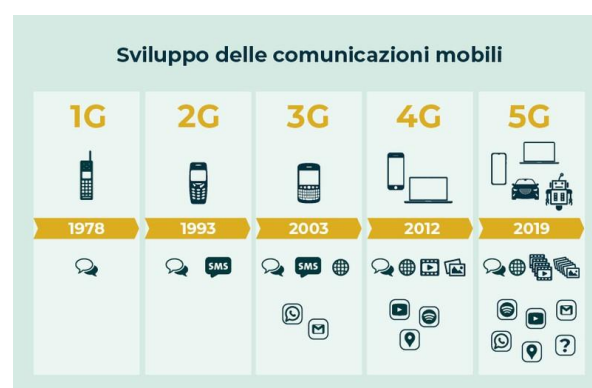 Sviluppo delle comunicazioni mobili
1G 2G 3G 4G 5G
1978 1993 2003 2012 2019
SMS SMS
?